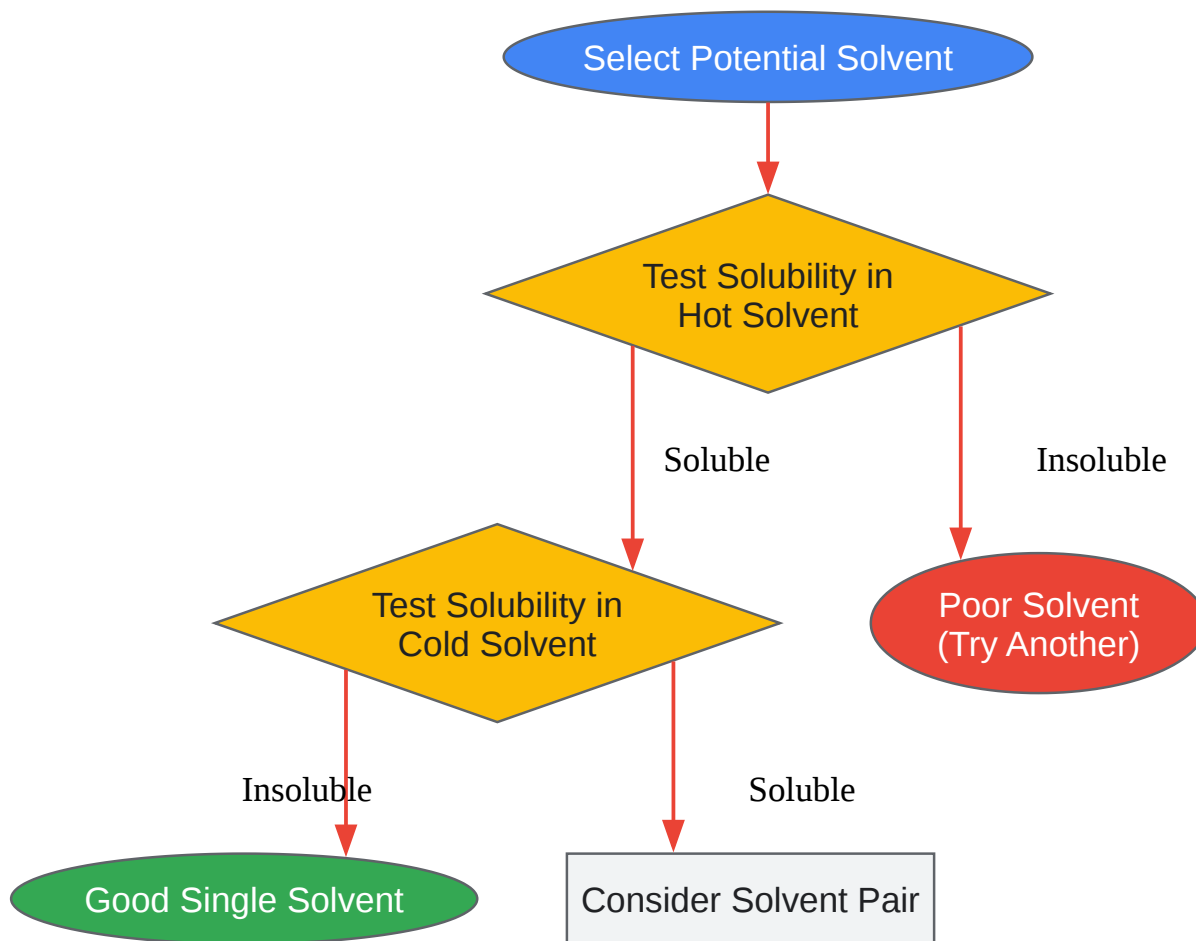 Select Potential Solvent
Test Solubility in
Hot Solvent
Soluble
Insoluble
Test Solubility in
Cold Solvent
Poor Solvent
(Try Another)
Insoluble
Soluble
Good Single Solvent
Consider Solvent Pair